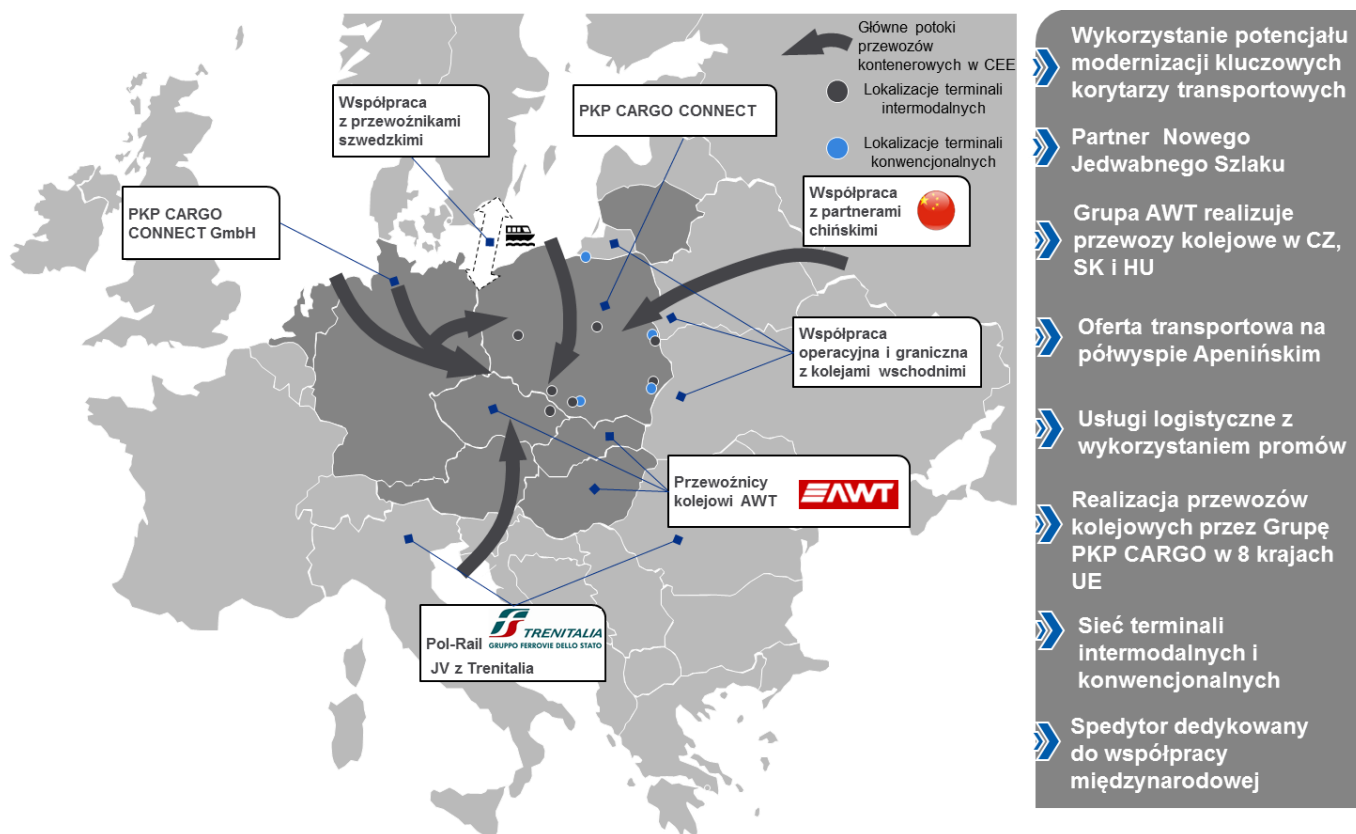 Główne potoki
przewozów
kontenerowych w CEE
Lokalizacje terminali
intermodalnych
Lokalizacje terminali
konwencjonalnych
Współpraca
z przewoźnikami
szwedzkimi
PKP CARGO CONNECT
PKP CARGO
CONNECT GmbH
Współpraca
z partnerami
chińskimi
Współpraca
operacyjna i graniczna
z kolejami wschodnimi
Przewoźnicy
kolejowi AWT
AWT
Pol-Rail
TRENITALIA
GRUPPO FERROVIE DELLO STATO
JV z Trenitalia
Wykorzystanie potencjału
modernizacji kluczowych
korytarzy transportowych
Partner Nowego
Jedwabnego Szlaku
Grupa AWT realizuje
przewozy kolejowe w CZ,
SK i HU
Oferta transportowa na
półwyspie Apenińskim
Usługi logistyczne z
wykorzystaniem promów
Realizacja przewozów
kolejowych przez Grupę
PKP CARGO w 8 krajach
UE
Sieć terminali
intermodalnych i
konwencjonalnych
Spedytor dedykowany
do współpracy
międzynarodowej